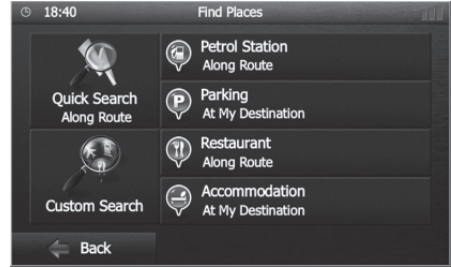 18:40 Find Places
Quick Search
Along Route
Custom Search
Petrol Station
Along Route
P
Parking
At My Destination
Restaurant
Along Route
Accommodation
At My Destination
Back